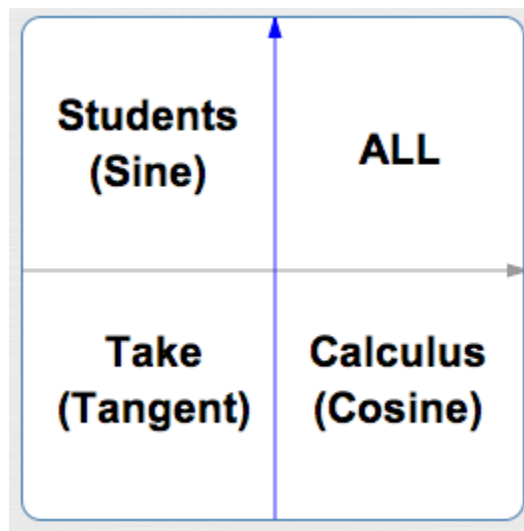 Students
(Sine)
ALL
Take
(Tangent)
Calculus
(Cosine)